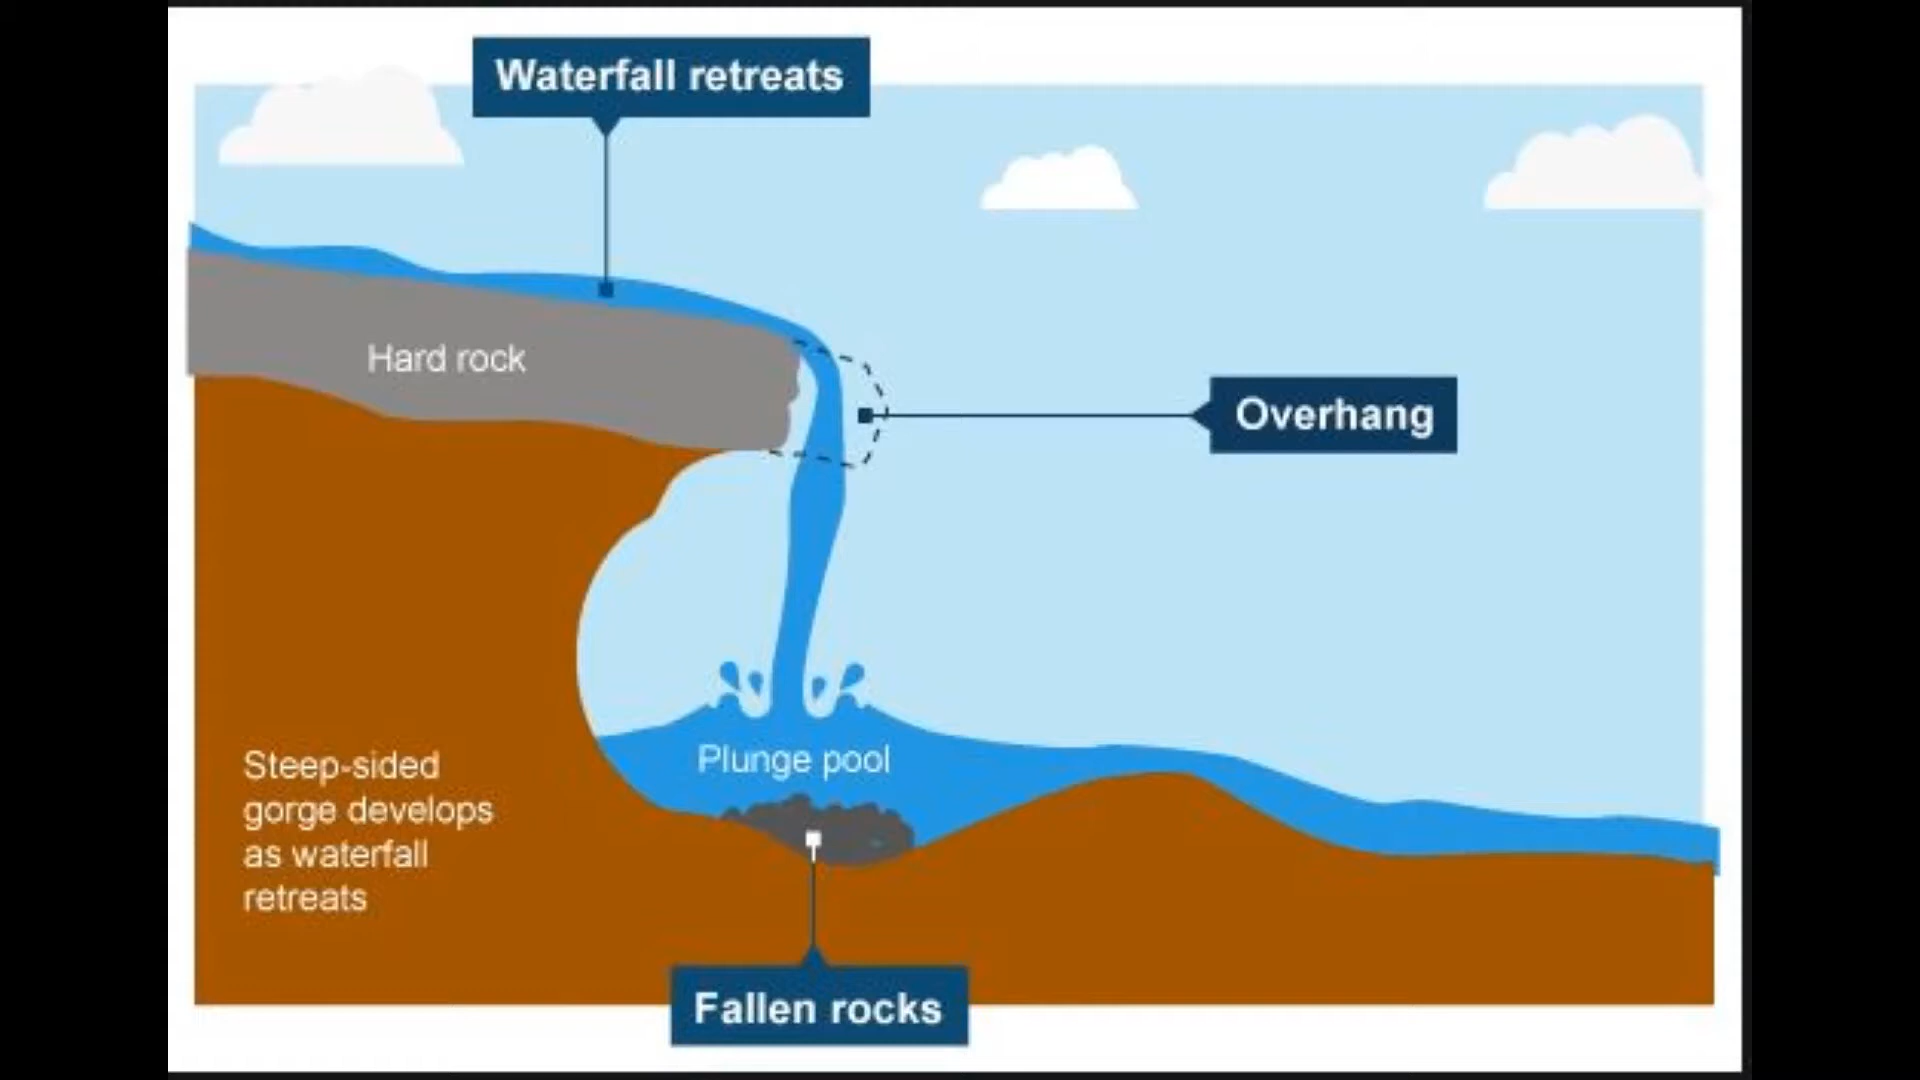 Waterfall retreats
Hard rock
Overhang
Plunge pool
Steep-sided
gorge develops
as waterfall
retreats
Fallen rocks